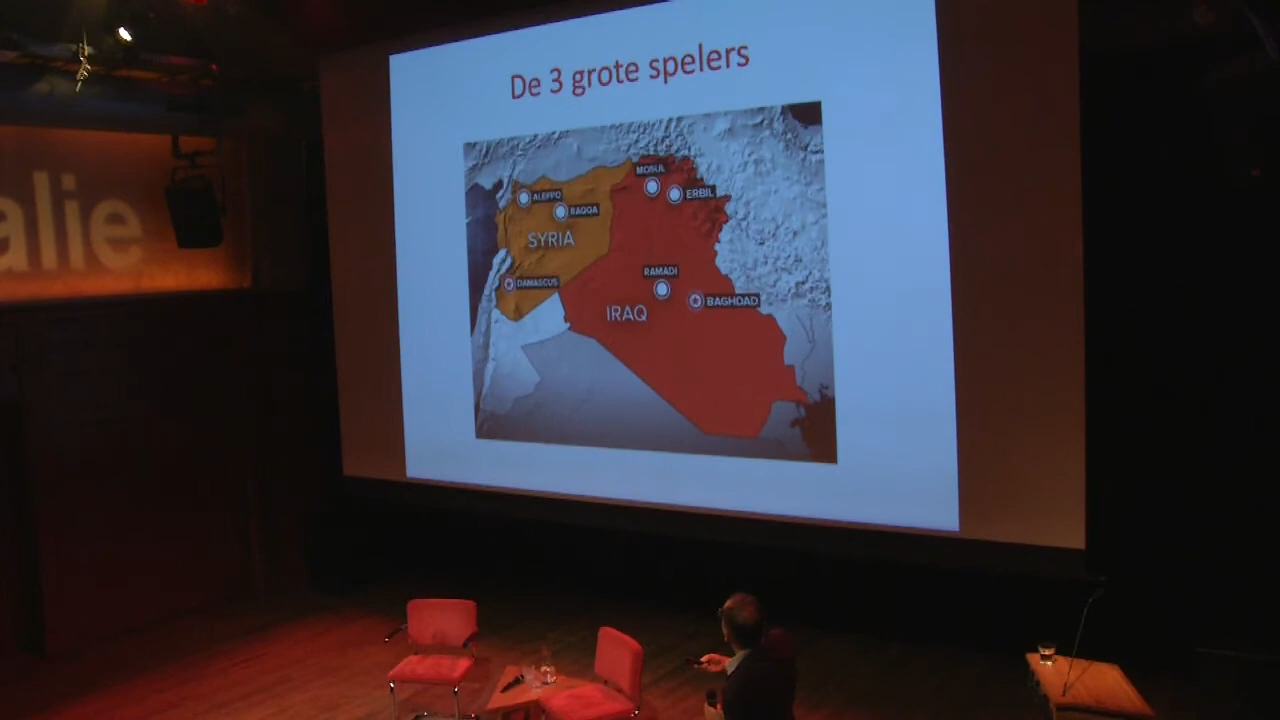 De 3 grote spelers
alie
MOSUL
ALEPPO
ERBIL
RAQQA
SYRIA
RAMADI
DAMASCUS
BAGHDAD
IRAQ